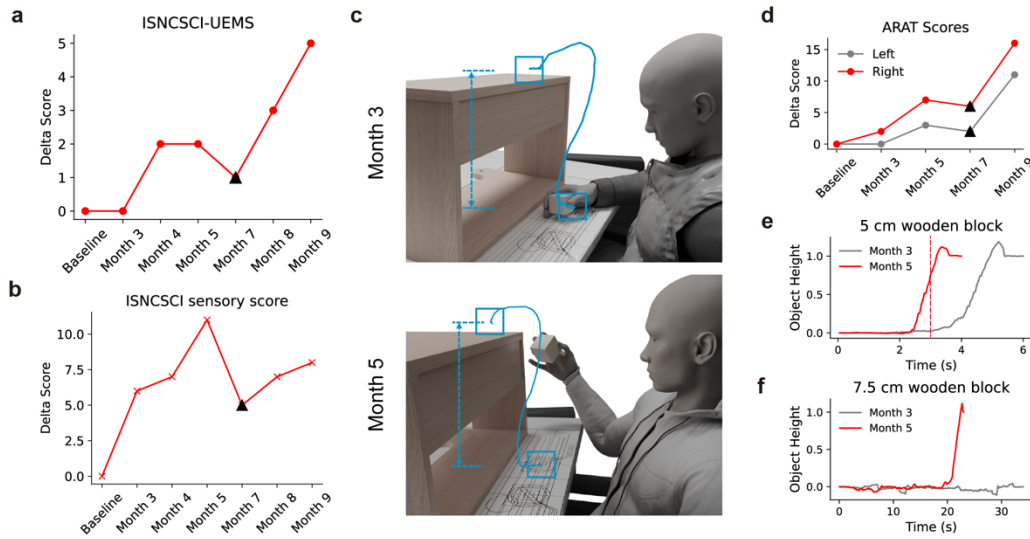 a
ISNCSCI-UEMS
5
4
3
2
1
0
Delta Score
Baseline
Month 3
Month 4
Month 5
Month 7
Month 8
Month 9
b
ISNCSCI sensory score
10.0
7.5
5.0
2.5
0.0
Delta Score
Baseline
Month 3
Month 4
Month 5
Month 7
Month 8
Month 9
c
Month 3
Month 5
d
ARAT Scores
Left
Right
15
10
5
0
Delta Score
Baseline
Month 3
Month 5
Month 7
Month 9
e
5 cm wooden block
Month 3
Month 5
1.0
0.5
0.0
Object Height
0 2 4 6
Time (s)
f
7.5 cm wooden block
Month 3
Month 5
1.0
0.5
0.0
Object Height
0 10 20 30
Time (s)